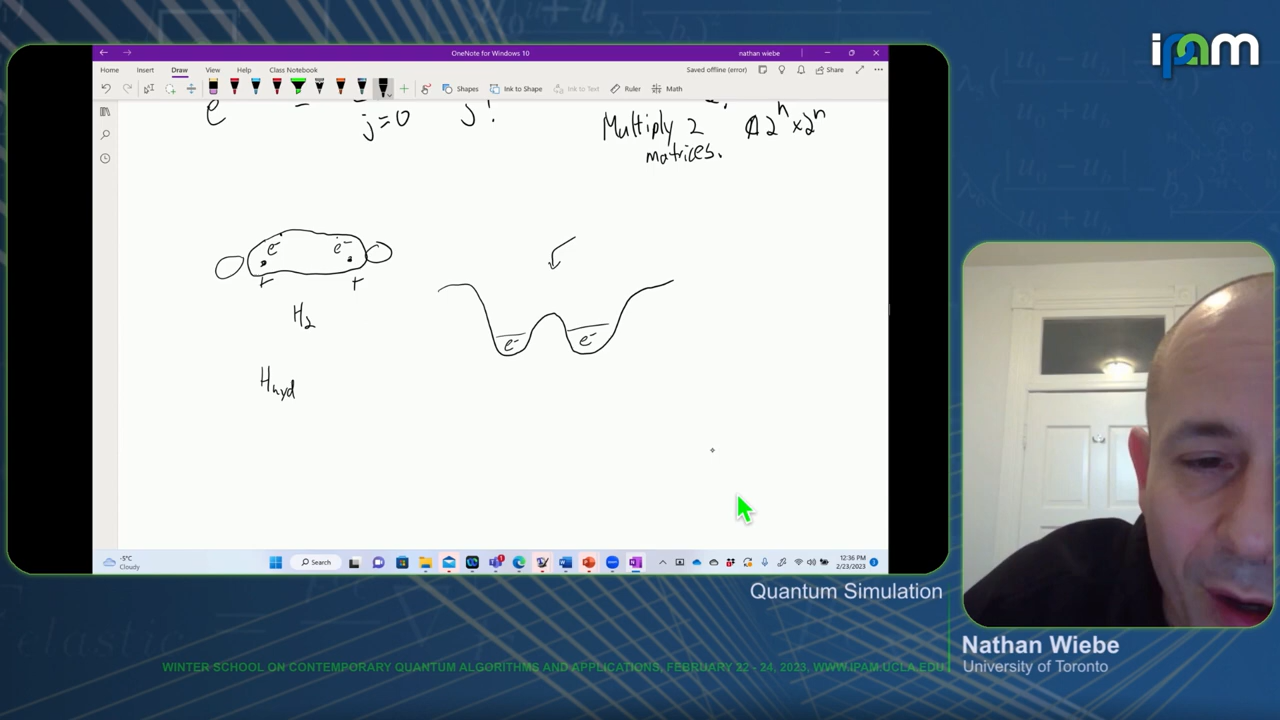 OneNote for Windows 10
nathan wiebe
Home Insert Draw View Help Class Notebook
Saved offline (error)
Share
Shapes Ink to Shape Ink to Text Ruler Math
e
=
j=0
j!
Multiply 2
matrices.
2^n x 2^n
e- e-
+ +
H2
e- e-
Hhyd
-5°C
Cloudy
Search
12:36 PM
2/23/2023
ipam
Quantum Simulation
Nathan Wiebe
University of Toronto
WINTER SCHOOL ON CONTEMPORARY QUANTUM ALGORITHMS AND APPLICATIONS, FEBRUARY 22 - 24, 2023, WWW.IPAM.UCLA.EDU
elastic